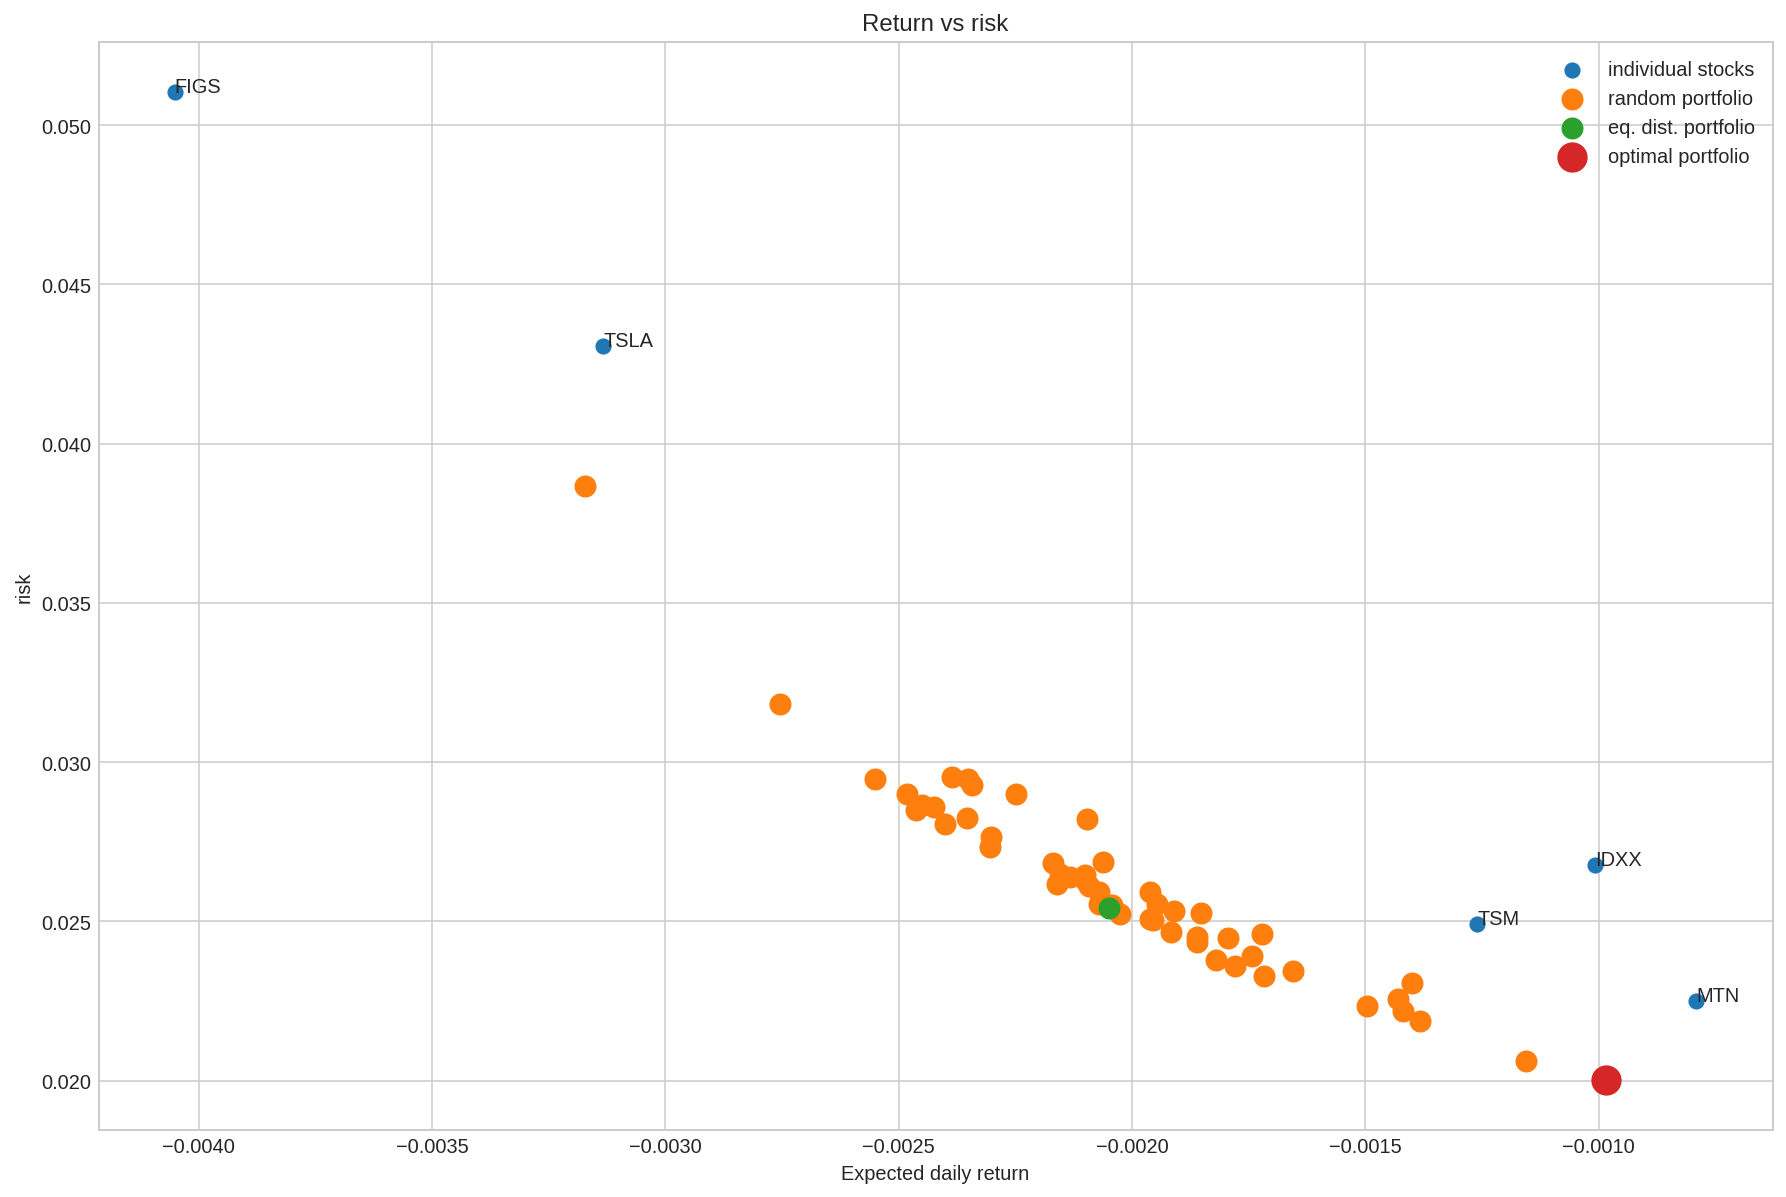 Return vs risk
individual stocks
random portfolio
eq. dist. portfolio
optimal portfolio
FIGS
0.050
0.045
TSLA
0.040
0.035
risk
0.030
IDXX
0.025
TSM
MTN
0.020
−0.0040 −0.0035 −0.0030 −0.0025 −0.0020 −0.0015 −0.0010
Expected daily return